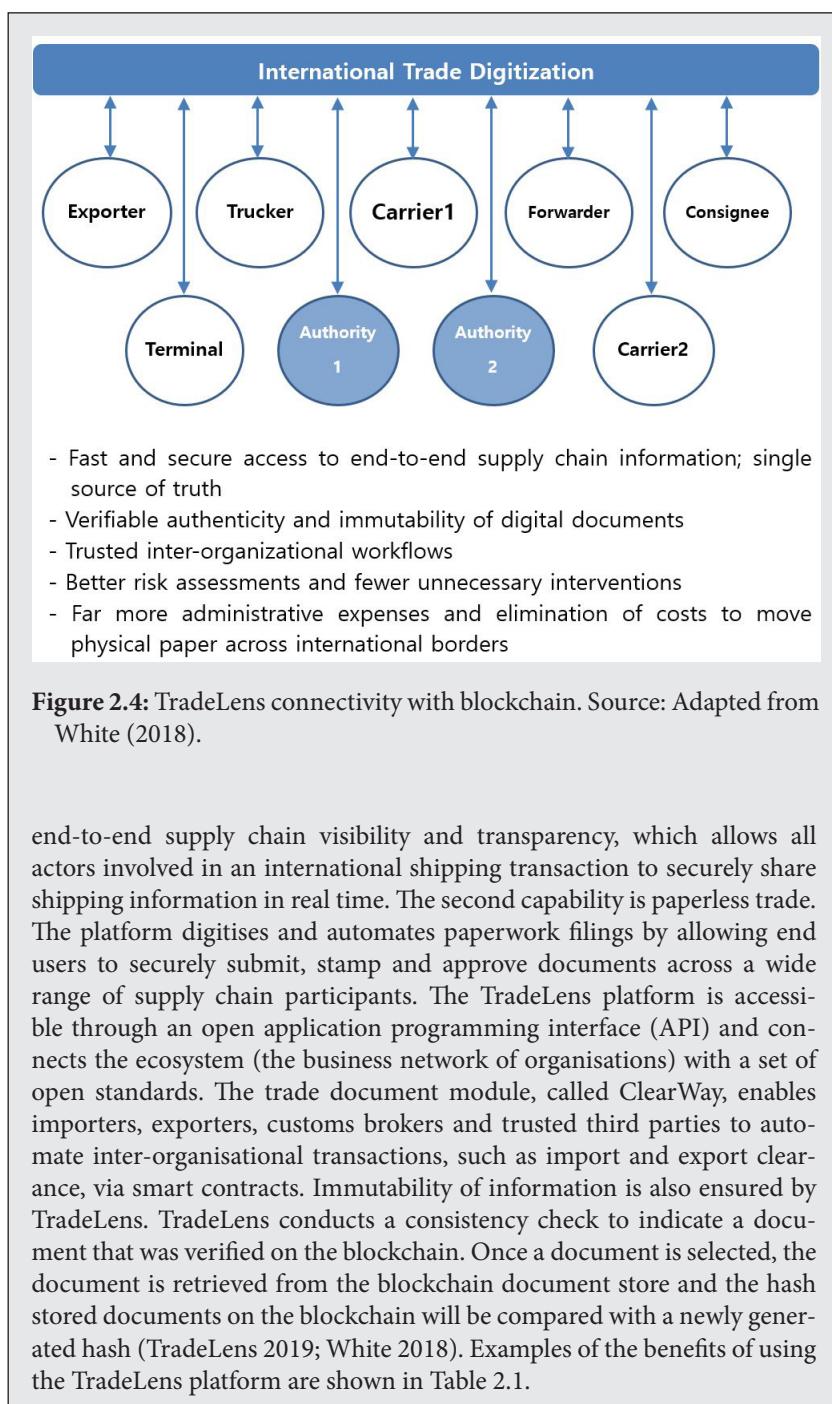 International Trade Digitization
Exporter
Trucker
Carrier1
Forwarder
Consignee
Terminal
Authority
1
Authority
2
Carrier2
- Fast and secure access to end-to-end supply chain information; single
source of truth
- Verifiable authenticity and immutability of digital documents
- Trusted inter-organizational workflows
- Better risk assessments and fewer unnecessary interventions
- Far more administrative expenses and elimination of costs to move
physical paper across international borders
Figure 2.4: TradeLens connectivity with blockchain. Source: Adapted from
White (2018).
end-to-end supply chain visibility and transparency, which allows all
actors involved in an international shipping transaction to securely share
shipping information in real time. The second capability is paperless trade.
The platform digitises and automates paperwork filings by allowing end
users to securely submit, stamp and approve documents across a wide
range of supply chain participants. The TradeLens platform is accessi-
ble through an open application programming interface (API) and con-
nects the ecosystem (the business network of organisations) with a set of
open standards. The trade document module, called ClearWay, enables
importers, exporters, customs brokers and trusted third parties to auto-
mate inter-organisational transactions, such as import and export clear-
ance, via smart contracts. Immutability of information is also ensured by
TradeLens. TradeLens conducts a consistency check to indicate a docu-
ment that was verified on the blockchain. Once a document is selected, the
document is retrieved from the blockchain document store and the hash
stored documents on the blockchain will be compared with a newly gener-
ated hash (TradeLens 2019; White 2018). Examples of the benefits of using
the TradeLens platform are shown in Table 2.1.